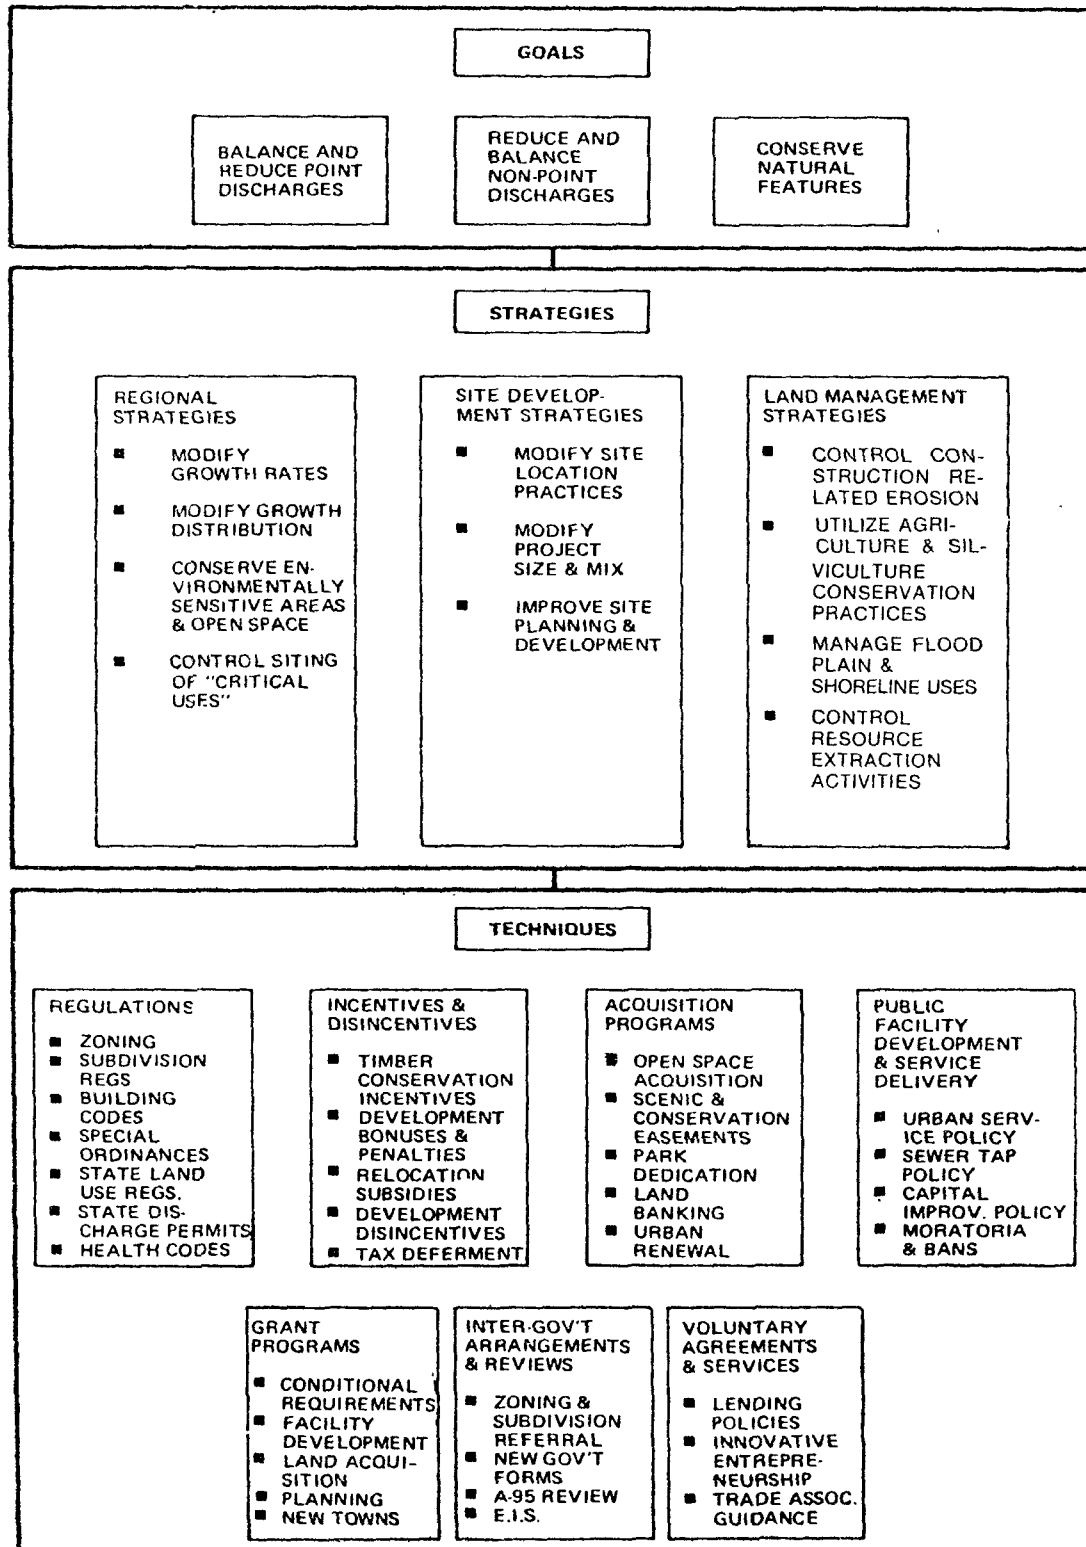 GOALS
BALANCE AND
REDUCE POINT
DISCHARGES
REDUCE AND
BALANCE
NON-POINT
DISCHARGES
CONSERVE
NATURAL
FEATURES
STRATEGIES
REGIONAL
STRATEGIES
■ MODIFY
GROWTH RATES
■ MODIFY GROWTH
DISTRIBUTION
■ CONSERVE EN-
VIRONMENTALLY
SENSITIVE AREAS
& OPEN SPACE
■ CONTROL SITING
OF "CRITICAL
USES"
SITE DEVELOP-
MENT STRATEGIES
■ MODIFY SITE
LOCATION
PRACTICES
■ MODIFY
PROJECT
SIZE & MIX
■ IMPROVE SITE
PLANNING &
DEVELOPMENT
LAND MANAGEMENT
STRATEGIES
■ CONTROL CON-
STRUCTION RE-
LATED EROSION
■ UTILIZE AGRI-
CULTURE & SIL-
VICULTURE
CONSERVATION
PRACTICES
■ MANAGE FLOOD
PLAIN &
SHORELINE USES
■ CONTROL
RESOURCE
EXTRACTION
ACTIVITIES
TECHNIQUES
REGULATIONS
■ ZONING
■ SUBDIVISION
REGS
■ BUILDING
CODES
■ SPECIAL
ORDINANCES
■ STATE LAND
USE REGS.
■ STATE DIS-
CHARGE PERMITS
■ HEALTH CODES
INCENTIVES &
DISINCENTIVES
■ TIMBER
CONSERVATION
INCENTIVES
■ DEVELOPMENT
BONUSES &
PENALTIES
■ RELOCATION
SUBSIDIES
■ DEVELOPMENT
DISINCENTIVES
■ TAX DEFERMENT
ACQUISITION
PROGRAMS
■ OPEN SPACE
ACQUISITION
■ SCENIC &
CONSERVATION
EASEMENTS
■ PARK
DEDICATION
■ LAND
BANKING
■ URBAN
RENEWAL
PUBLIC
FACILITY
DEVELOPMENT
& SERVICE
DELIVERY
■ URBAN SERV-
ICE POLICY
■ SEWER TAP
POLICY
■ CAPITAL
IMPROV. POLICY
■ MORATORIA
& BANS
GRANT
PROGRAMS
■ CONDITIONAL
REQUIREMENTS
■ FACILITY
DEVELOPMENT
■ LAND ACQUI-
SITION
■ PLANNING
■ NEW TOWNS
INTER-GOV'T
ARRANGEMENTS
& REVIEWS
■ ZONING &
SUBDIVISION
REFERRAL
■ NEW GOV'T
FORMS
■ A-95 REVIEW
■ E.I.S.
VOLUNTARY
AGREEMENTS
& SERVICES
■ LENDING
POLICIES
■ INNOVATIVE
ENTREPRE-
NEURSHIP
■ TRADE ASSOC.
GUIDANCE